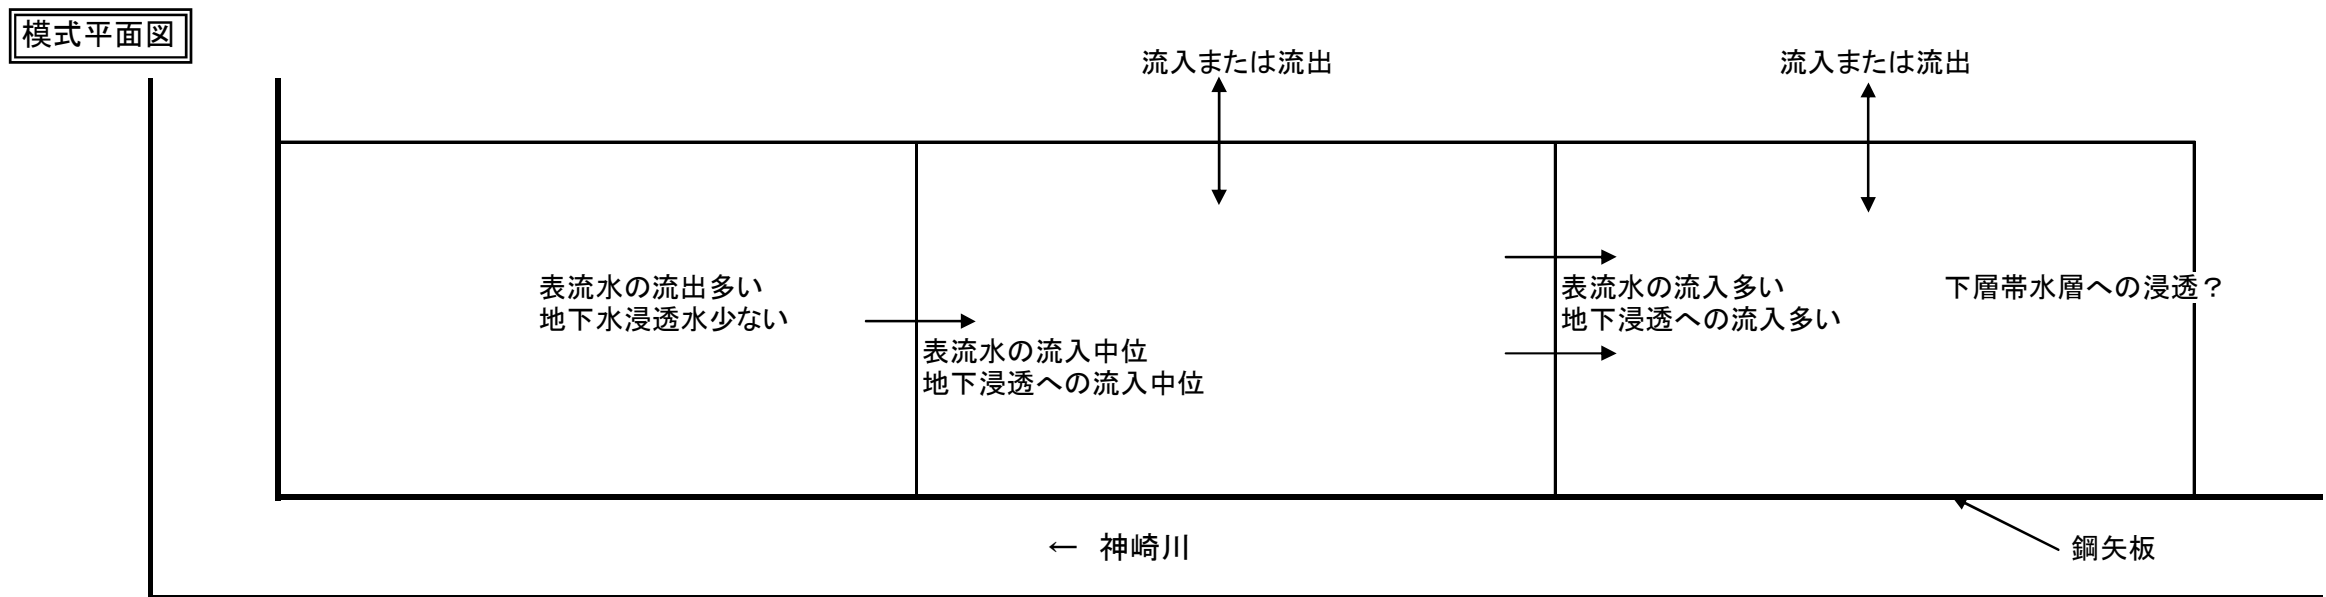 模式平面図
流入または流出
流入または流出
表流水の流出多い
地下水浸透水少ない
表流水の流入中位
地下浸透への流入中位
表流水の流入多い
地下浸透への流入多い
下層帯水層への浸透？
← 神崎川
鋼矢板